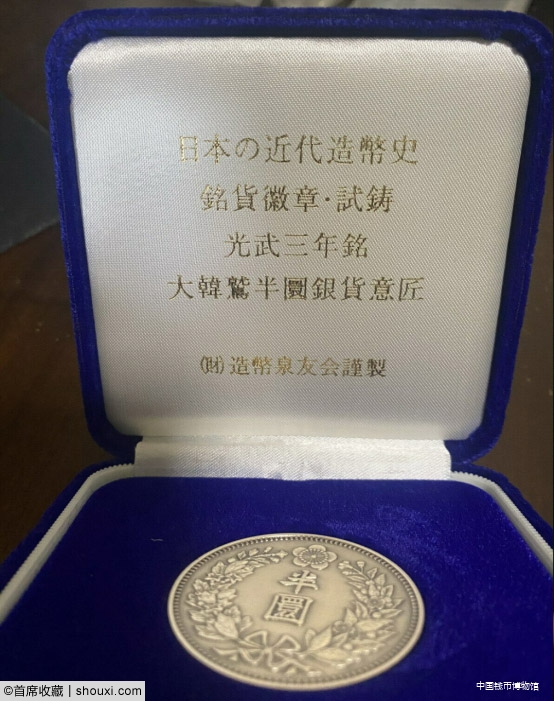 日本の近代造幣史
銘貨徽章·試鋳
光武三年銘
大韓鷲半圜銀貨意匠
㈶造幣泉友会謹製
半
圜
©首席收藏 | shouxi.com
中国钱币博物馆